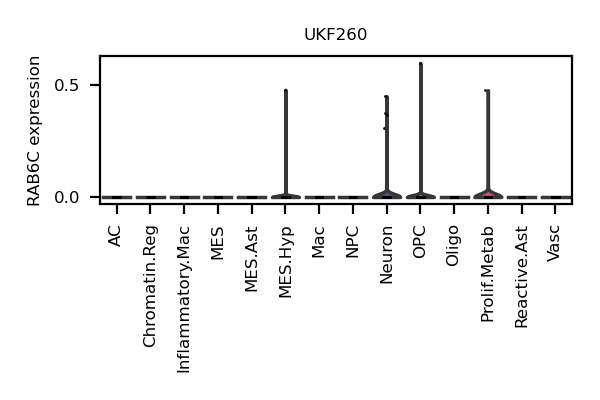 UKF260
RAB6C expression
0.5
0.0
AC
Chromatin.Reg
Inflammatory.Mac
MES
MES.Ast
MES.Hyp
Mac
NPC
Neuron
OPC
Oligo
Prolif.Metab
Reactive.Ast
Vasc